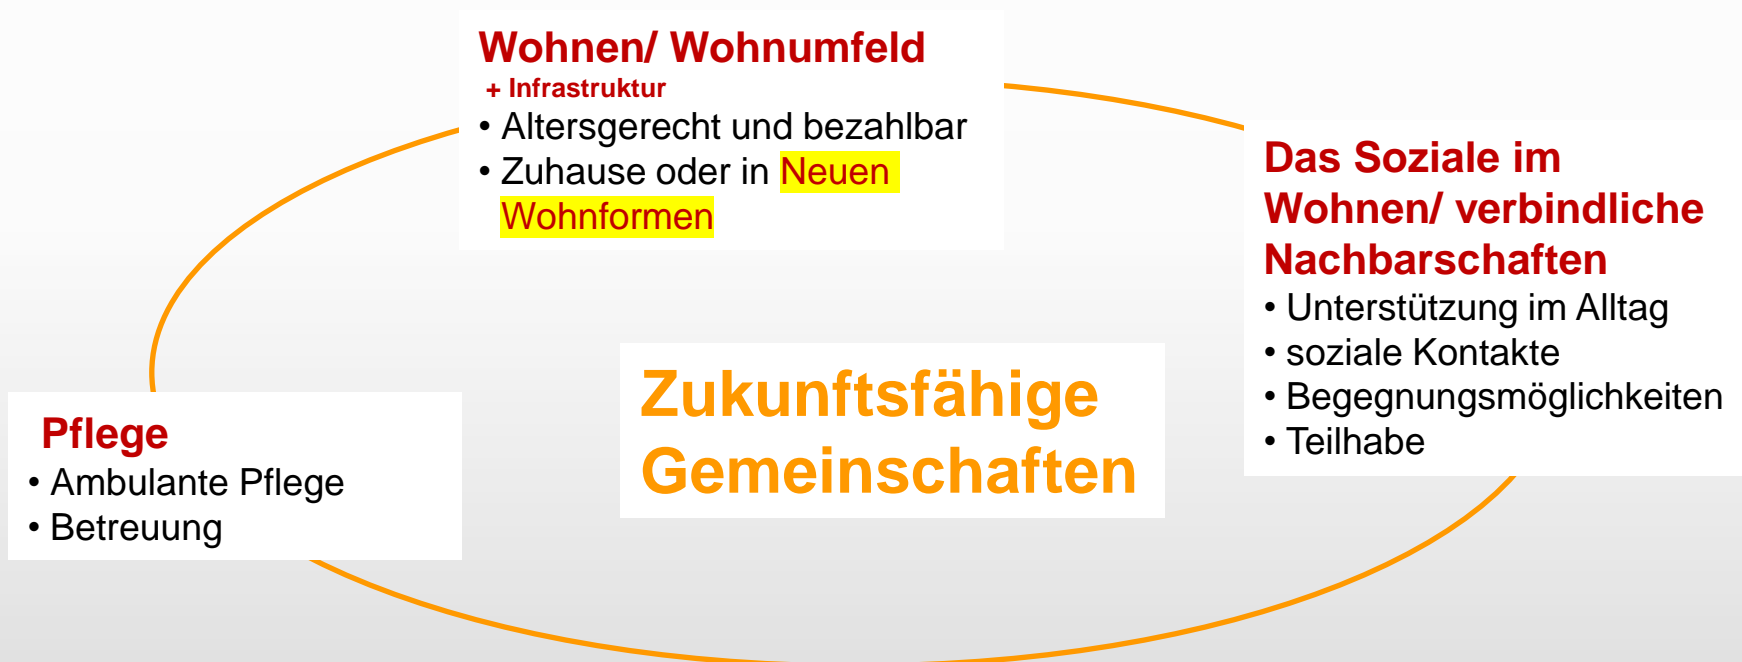 Wohnen/ Wohnumfeld
+ Infrastruktur
• Altersgerecht und bezahlbar
• Zuhause oder in Neuen
Wohnformen
Das Soziale im
Wohnen/ verbindliche
Nachbarschaften
• Unterstützung im Alltag
• soziale Kontakte
• Begegnungsmöglichkeiten
• Teilhabe
Zukunftsfähige
Gemeinschaften
Pflege
• Ambulante Pflege
• Betreuung